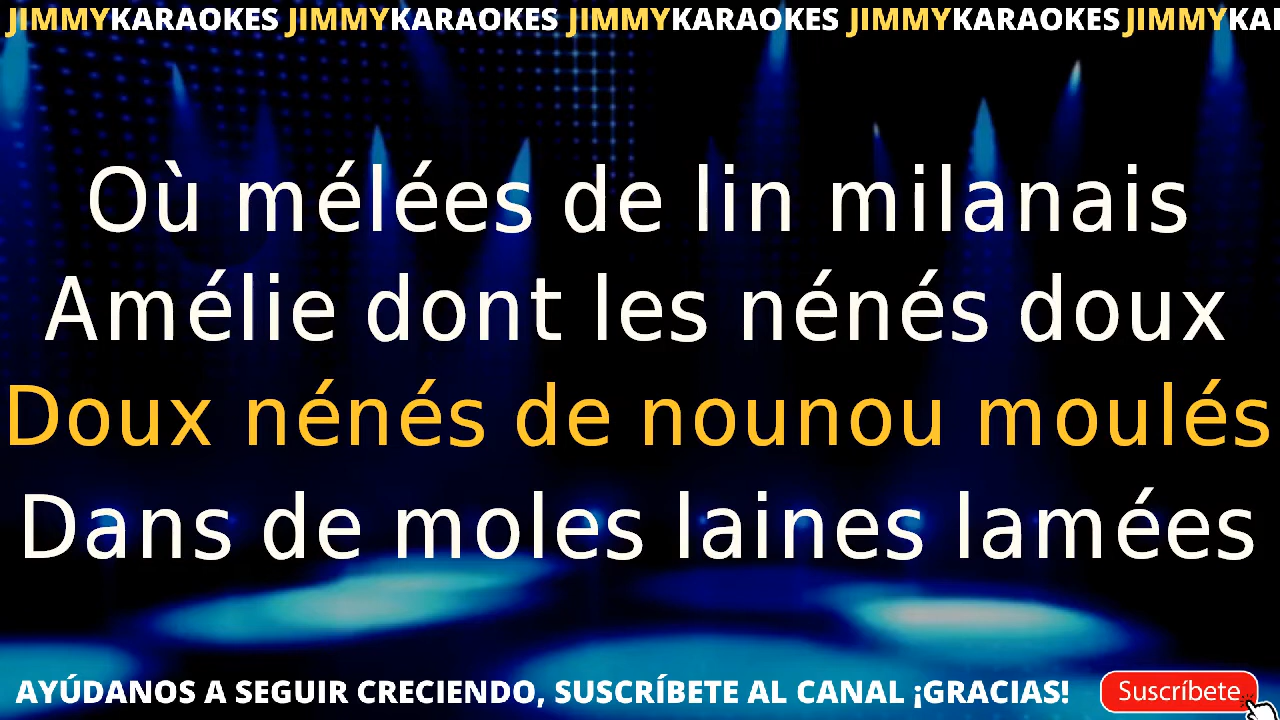 JIMMYKARAOKES JIMMYKARAOKES JIMMYKARAOKES JIMMYKARAOKES JIMMYKA
Où mélées de lin milanais
Amélie dont les nénés doux
Doux nénés de nounou moulés
Dans de moles laines lamées
AYÚDANOS A SEGUIR CRECIENDO, SUSCRÍBETE AL CANAL ¡GRACIAS! Suscríbete